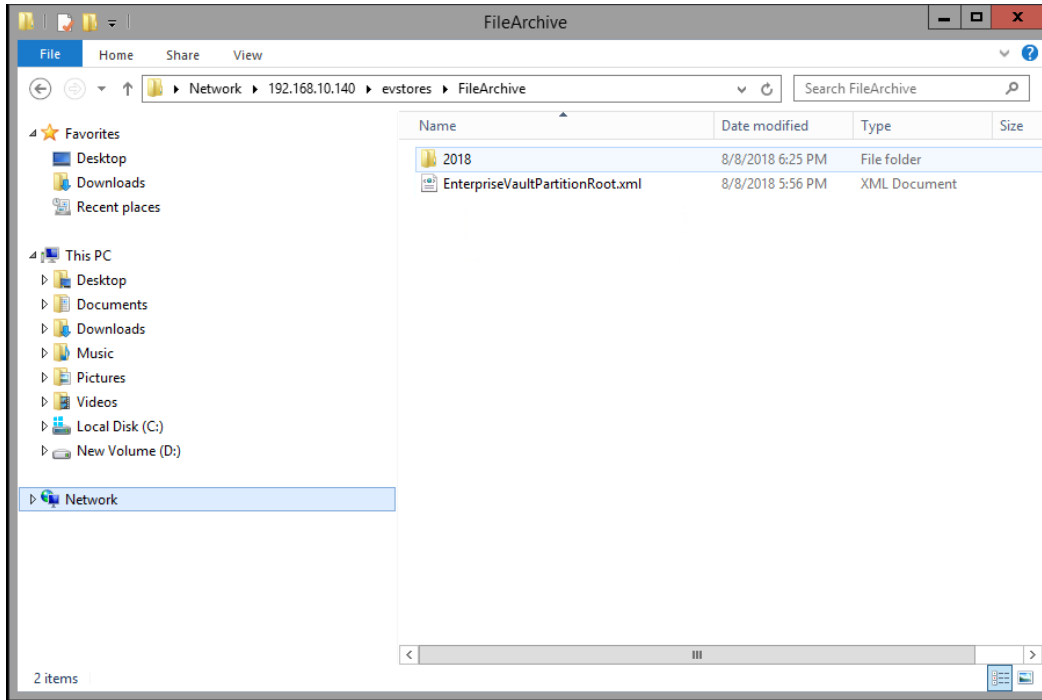 FileArchive
File Home Share View
Network 192.168.10.140 evstores FileArchive Search FileArchive
Favorites
Desktop
Downloads
Recent places
This PC
Desktop
Documents
Downloads
Music
Pictures
Videos
Local Disk (C:)
New Volume (D:)
Network
Name Date modified Type Size
2018 8/8/2018 6:25 PM File folder
EnterpriseVaultPartitionRoot.xml 8/8/2018 5:56 PM XML Document
2 items